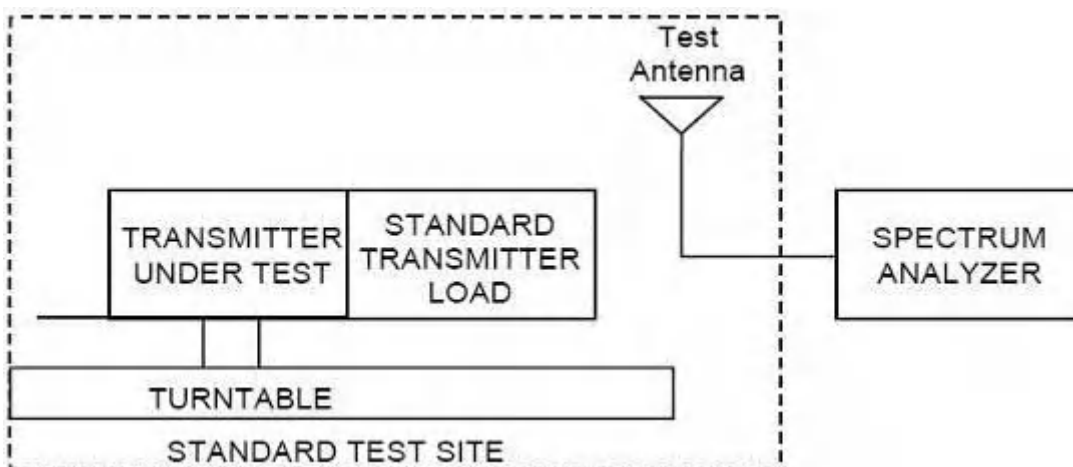 Test
Antenna
TRANSMITTER
UNDER TEST
STANDARD
TRANSMITTER
LOAD
SPECTRUM
ANALYZER
TURNTABLE
STANDARD TEST SITE